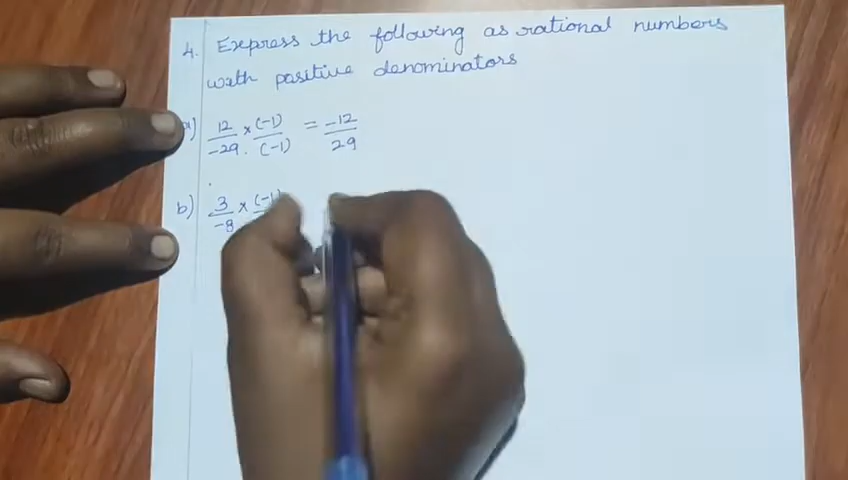 4. Express the following as rational numbers
with positive denominators
a) 12/-29 × (-1)/(-1) = -12/29
b) 3/-8 × (-1)